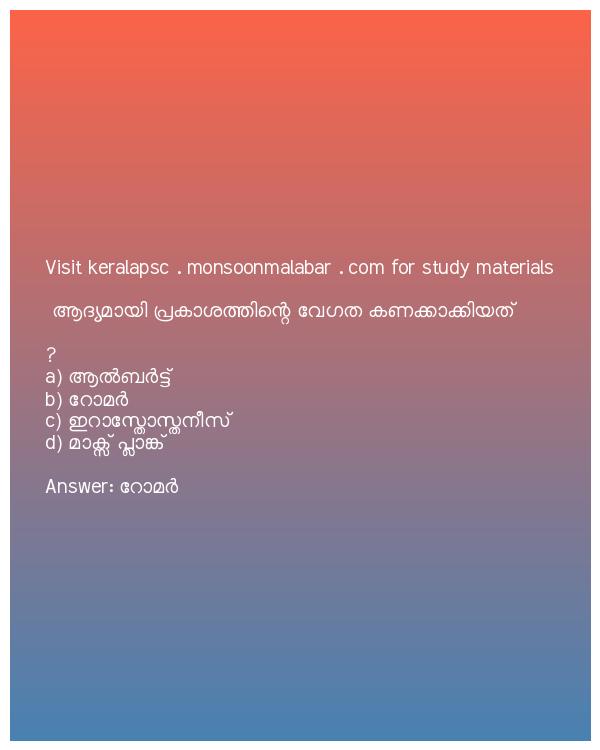 Visit keralapsc . monsoonmalabar . com for study materials
ആദ്യമായി പ്രകാശത്തിന്റെ വേഗത കണക്കാക്കിയത്
?
a) ആൽബർട്ട്
b) റോമർ
c) ഇറാസ്തോസ്തനീസ്
d) മാക്സ് പ്ലാങ്ക്
Answer: റോമർ